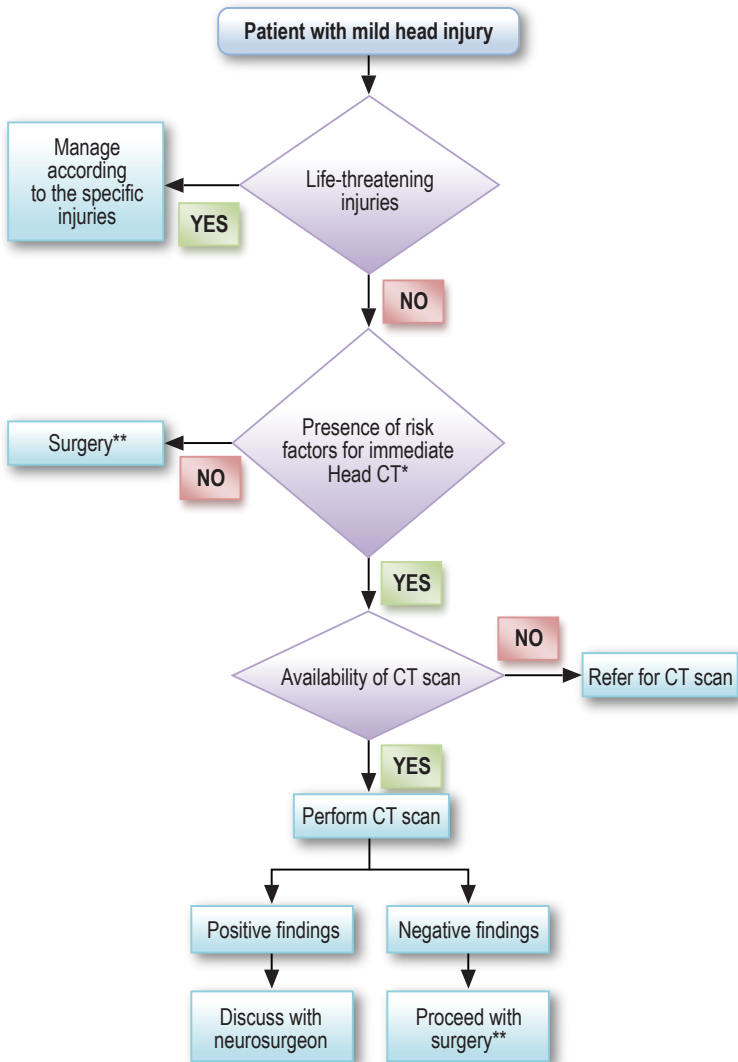 Patient with mild head injury
Manage
according
to the specific
injuries
Life-threatening
injuries
YES
NO
Presence of risk
factors for immediate
Head CT*
Surgery**
NO
YES
NO
Availability of CT scan
Refer for CT scan
YES
Perform CT scan
Positive findings
Negative findings
Discuss with
neurosurgeon
Proceed with
surgery**